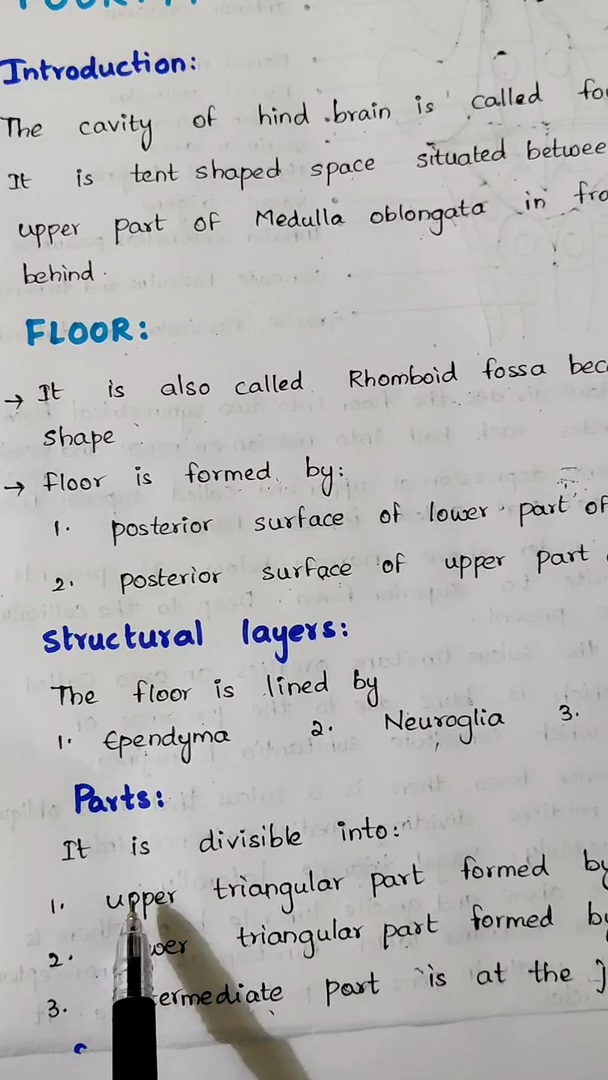 Introduction:
The cavity of hind brain is called
It is tent shaped space situated
upper part of Medulla oblongata in
behind.
FLOOR:
→ It is also called Rhomboid fossa
shape
→ floor is formed by:
1. posterior surface of lower part of
2. posterior surface of upper part
Structural layers:
The floor is lined by
1. Ependyma 2. Neuroglia 3.
Parts:
It is divisible into:
1. upper triangular part formed by
2. triangular part formed by
3. part is at the